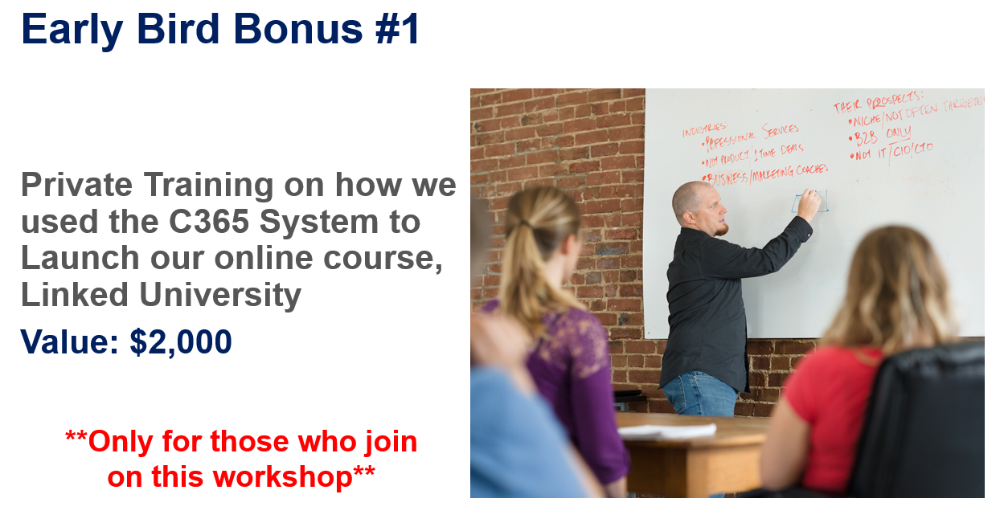 Early Bird Bonus #1
Private Training on how we
used the C365 System to
Launch our online course,
Linked University
Value: $2,000
**Only for those who join
on this workshop**
INDUSTRIES:
•PROFESSIONAL SERVICES
•NOT PRODUCT/1 TIME DEALS
•BUSINESS/MARKETING COACHES
THEIR PROSPECTS:
•NICHE/NOT OFTEN TARGETED
•B2B ONLY
•NOT IT/CIO/CTO